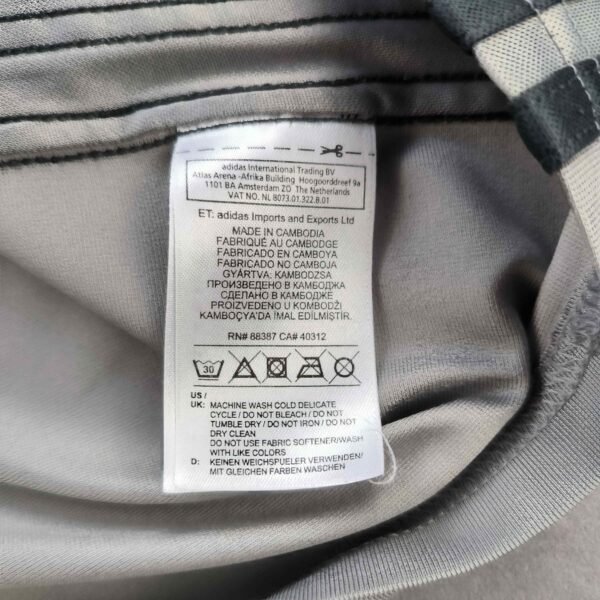 adidas International Trading BV
Atlas Arena -Afrika Building Hoogoorddreef 9a
1101 BA Amsterdam ZO The Netherlands
VAT NO. NL 8073.01.322.B.01
ET: adidas Imports and Exports Ltd
MADE IN CAMBODIA
FABRIQUÉ AU CAMBODGE
FABRICADO EN CAMBOYA
FABRICADO NO CAMBOJA
GYÁRTVA: KAMBODZSA
ПРОИЗВЕДЕНО В КАМБОДЖА
СДЕЛАНО В КАМБОДЖЕ
PROIZVEDENO U KOMBODŽI
KAMBOÇYA'DA İMAL EDİLMİŞTİR.
RN# 88387 CA# 40312
30
US /
UK: MACHINE WASH COLD DELICATE
CYCLE / DO NOT BLEACH / DO NOT
TUMBLE DRY / DO NOT IRON / DO NOT
DRY CLEAN
DO NOT USE FABRIC SOFTENER/WASH
WITH LIKE COLORS
D: KEINEN WEICHSPUELER VERWENDEN/
MIT GLEICHEN FARBEN WASCHEN